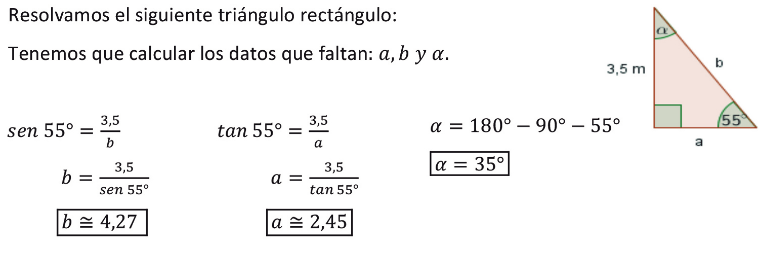 Resolvamos el siguiente triángulo rectángulo:
Tenemos que calcular los datos que faltan: a, b y α.
sen 55° = 3,5/b
b = 3,5/sen 55°
b ≅ 4,27
tan 55° = 3,5/a
a = 3,5/tan 55°
a ≅ 2,45
α = 180° − 90° − 55°
α = 35°
α
3,5 m
b
55°
a